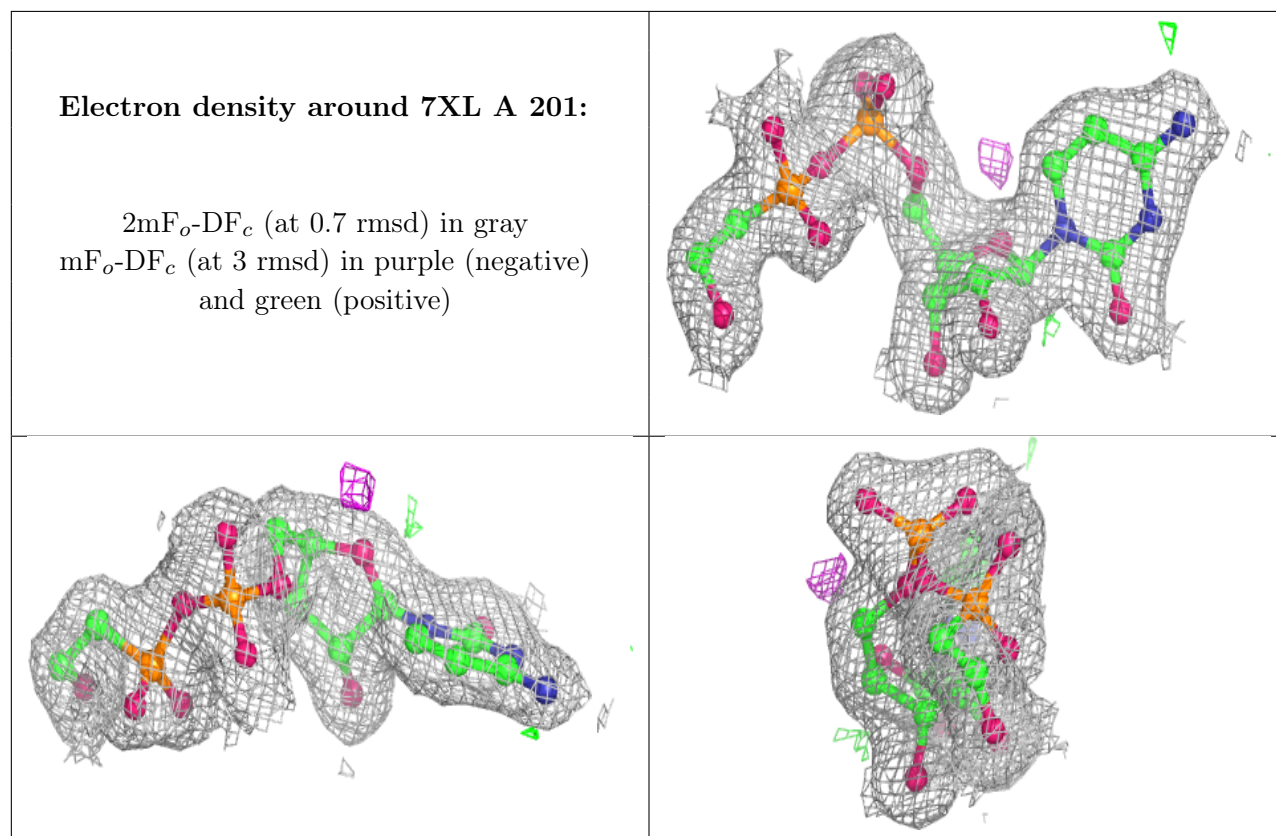 Electron density around 7XL A 201:
2mFₒ-DF𝒸 (at 0.7 rmsd) in gray
mFₒ-DF𝒸 (at 3 rmsd) in purple (negative)
and green (positive)